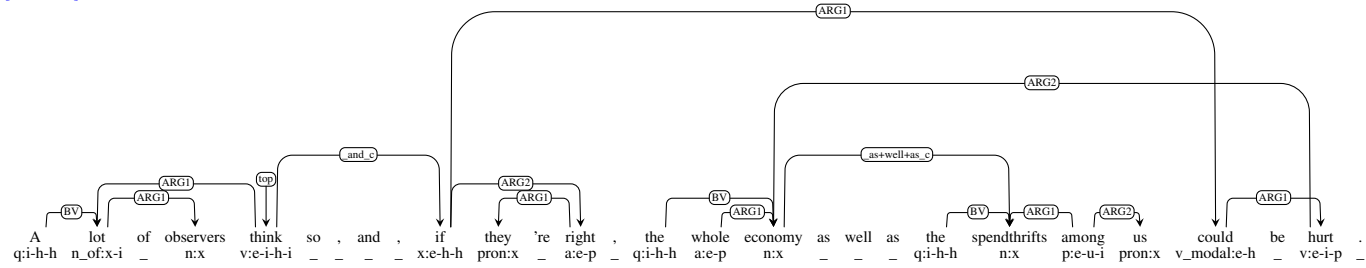 ARG1
ARG2
_and_c _as+well+as_c
ARG1 top ARG2
ARG1 ARG1 BV
BV ARG1 BV ARG1 ARG2 ARG1
A lot of observers think so , and , if they 're right , the whole economy as well as the spendthrifts among us could be hurt .
q:i-h-h n_of:x-i _ n:x v:e-i-h-i _ _ _ _ x:e-h-h pron:x _ a:e-p _ q:i-h-h a:e-p n:x _ _ _ q:i-h-h n:x p:e-u-i pron:x v_modal:e-h _ v:e-i-p _